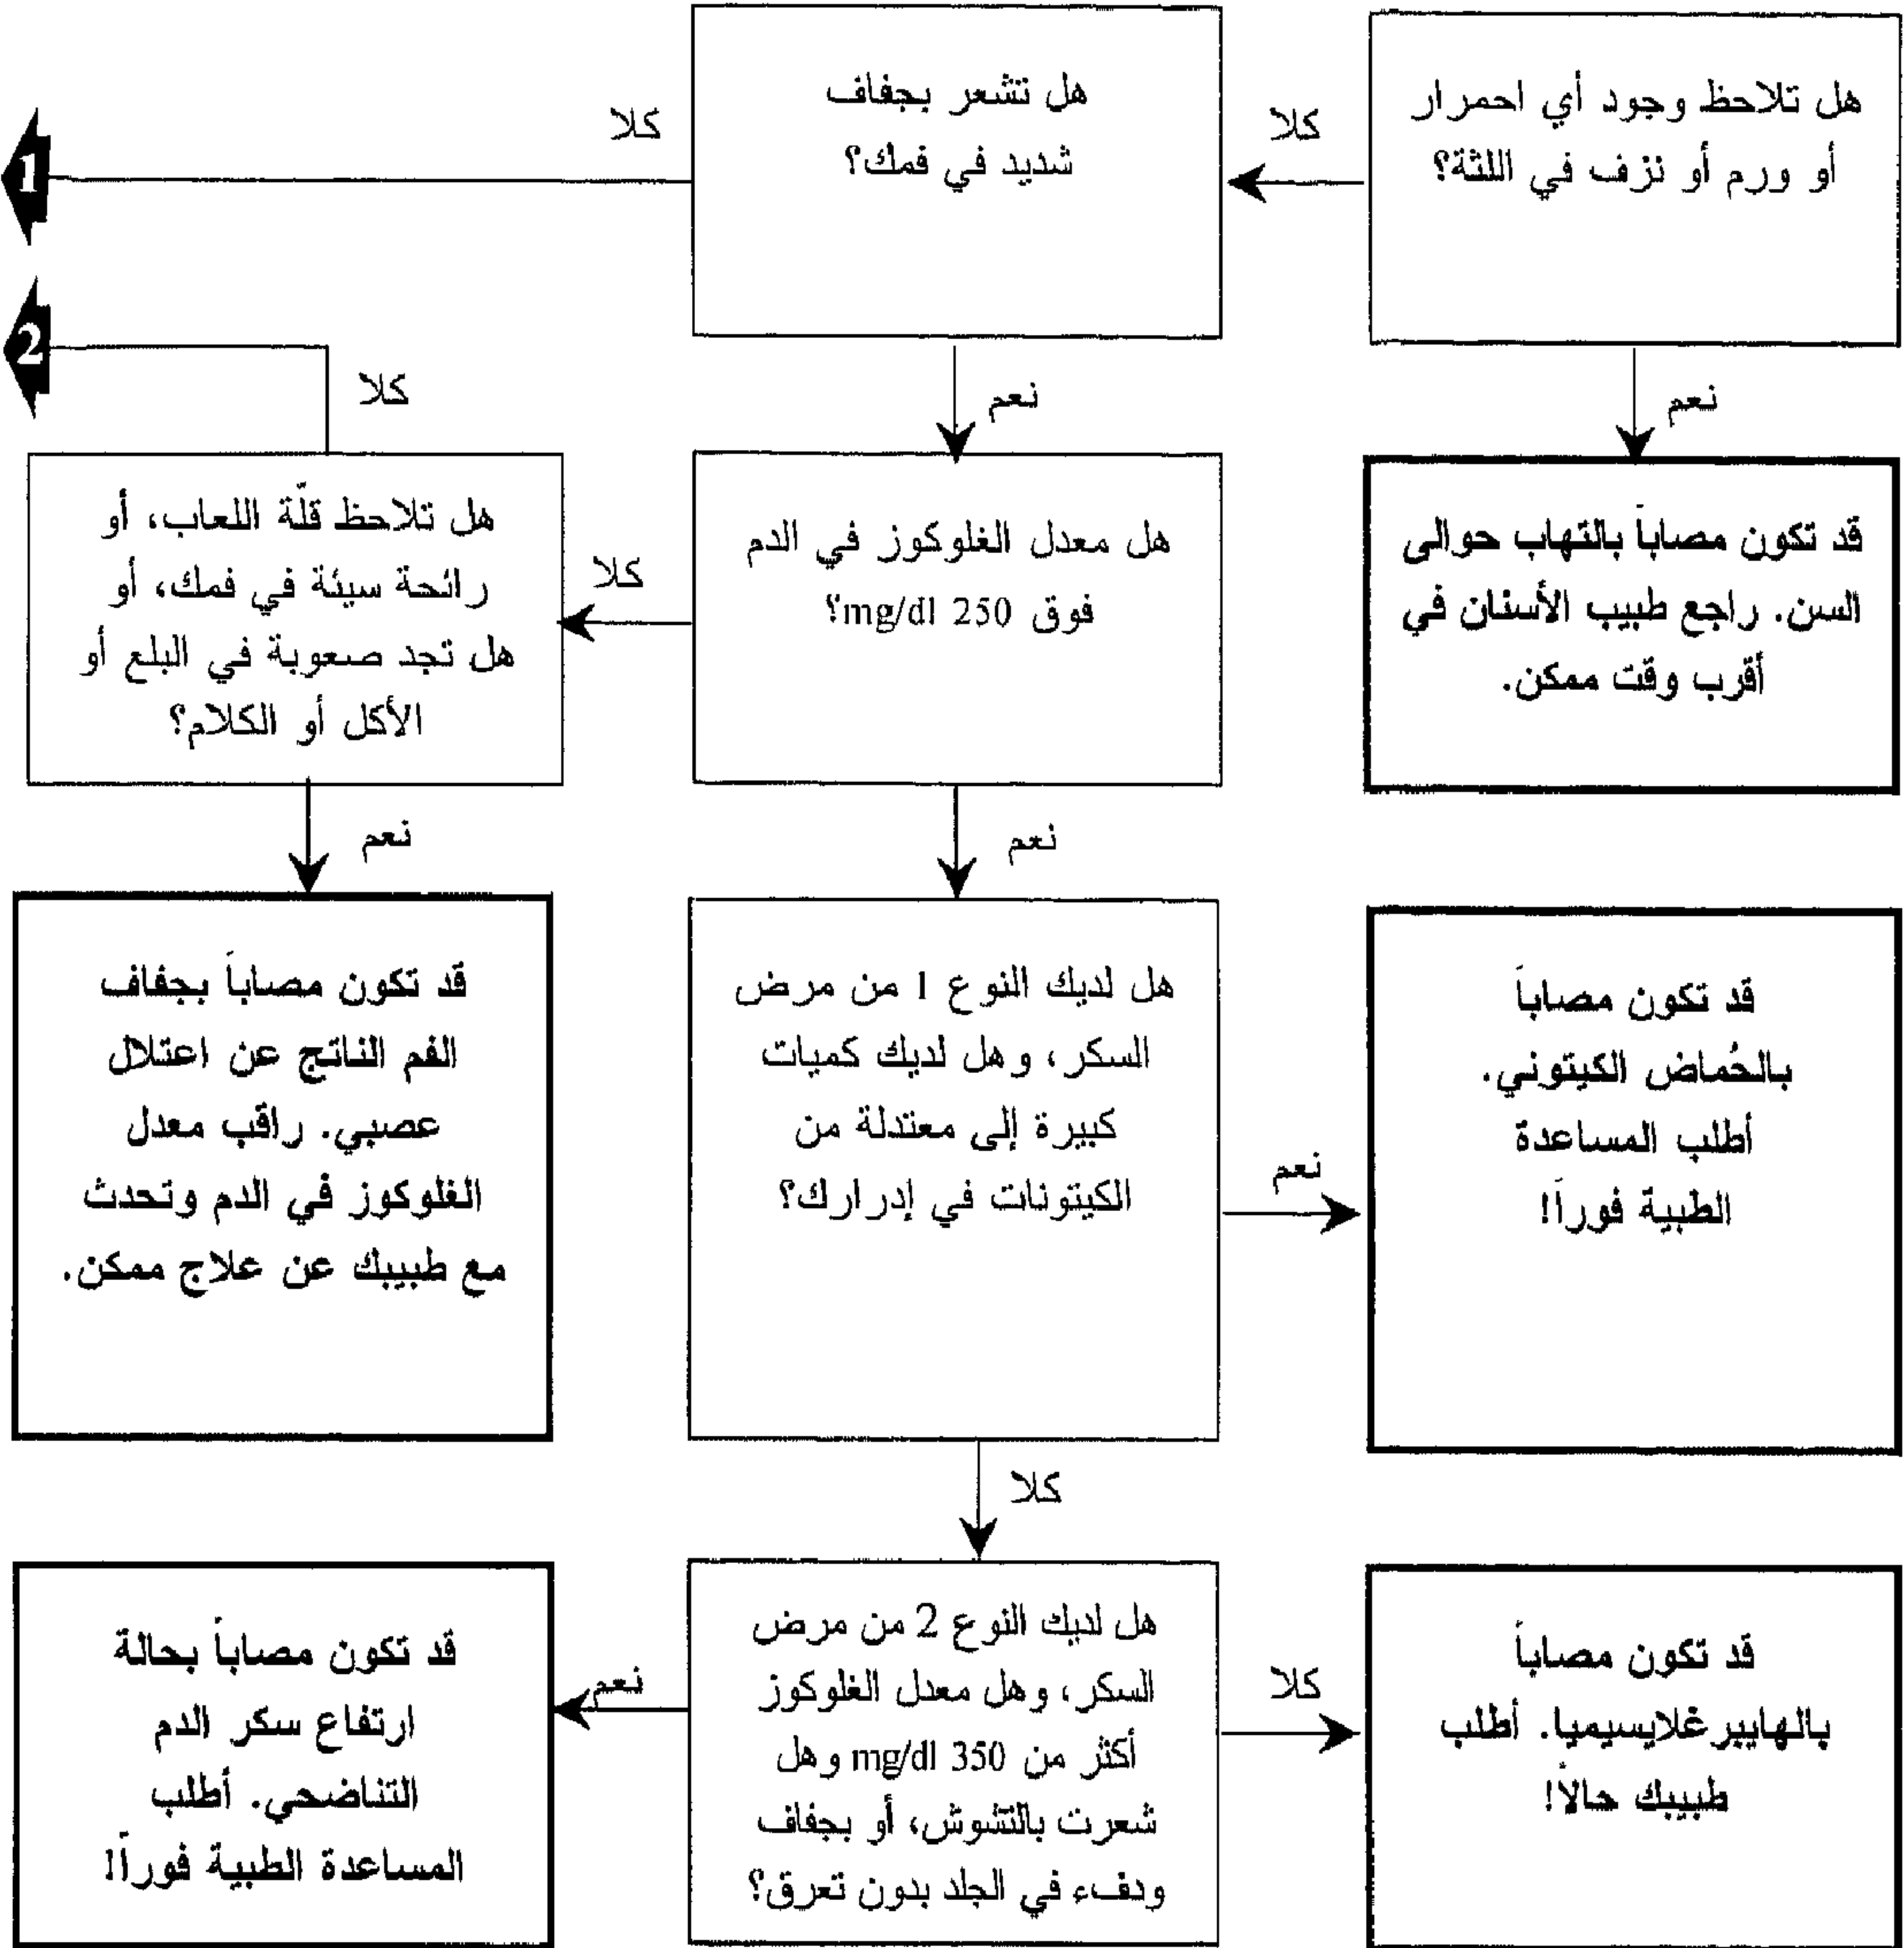 هل تلاحظ وجود أي احمرار
أو ورم أو نزف في اللثة؟
كلا
هل تشعر بجفاف
شديد في فمك؟
كلا
1
نعم
نعم
كلا
2
قد تكون مصاباً بالتهاب حوالى
السن. راجع طبيب الأسنان في
أقرب وقت ممكن.
هل معدل الغلوكوز في الدم
فوق 250 mg/dl؟
كلا
هل تلاحظ قلّة اللعاب، أو
رائحة سيئة في فمك، أو
هل تجد صعوبة في البلع أو
الأكل أو الكلام؟
نعم
نعم
قد تكون مصاباً
بالحُماض الكيتوني.
أطلب المساعدة
الطبية فوراً!
نعم
هل لديك النوع 1 من مرض
السكر، وهل لديك كميات
كبيرة إلى معتدلة من
الكيتونات في إدرارك؟
قد تكون مصاباً بجفاف
الفم الناتج عن اعتلال
عصبي. راقب معدل
الغلوكوز في الدم وتحدث
مع طبيبك عن علاج ممكن.
كلا
قد تكون مصاباً
بالهايبرغلايسيميا. أطلب
طبيبك حالاً!
كلا
هل لديك النوع 2 من مرض
السكر، وهل معدل الغلوكوز
أكثر من 350 mg/dl وهل
شعرت بالتشوش، أو بجفاف
ودفء في الجلد بدون تعرق؟
نعم
قد تكون مصاباً بحالة
ارتفاع سكر الدم
التناضحي. أطلب
المساعدة الطبية فوراً!